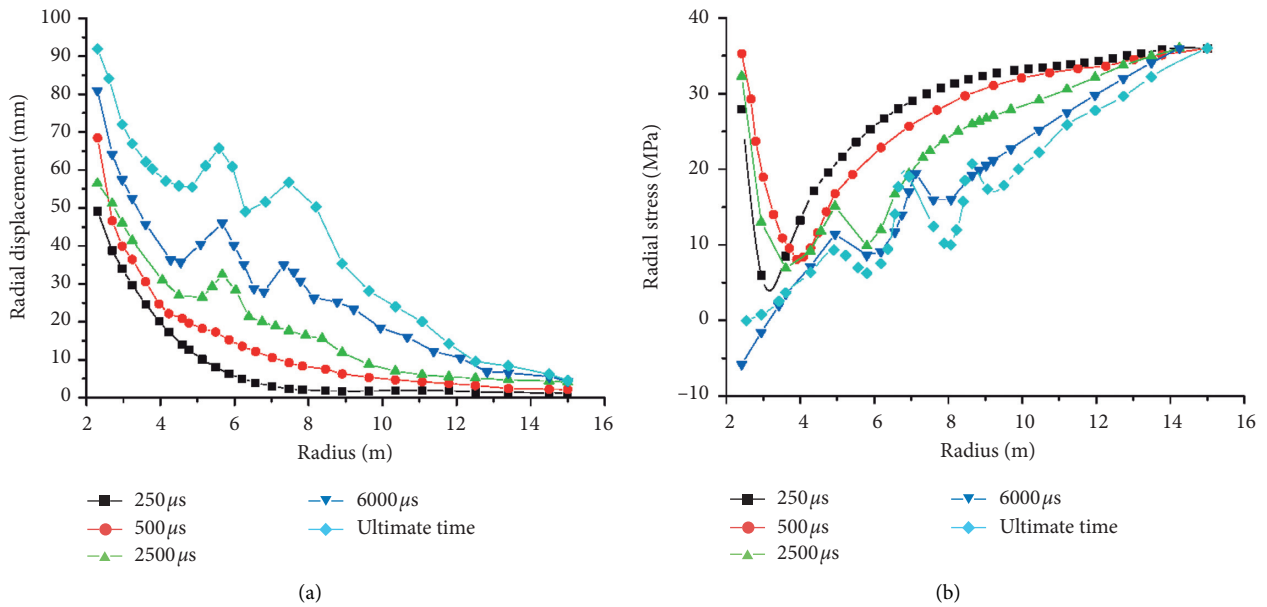 100
90
80
70
60
50
40
30
20
10
0
Radial displacement (mm)
2 4 6 8 10 12 14 16
Radius (m)
250 μs
500 μs
2500 μs
6000 μs
Ultimate time
(a)
40
30
20
10
0
–10
Radial stress (MPa)
2 4 6 8 10 12 14 16
Radius (m)
250 μs
500 μs
2500 μs
6000 μs
Ultimate time
(b)